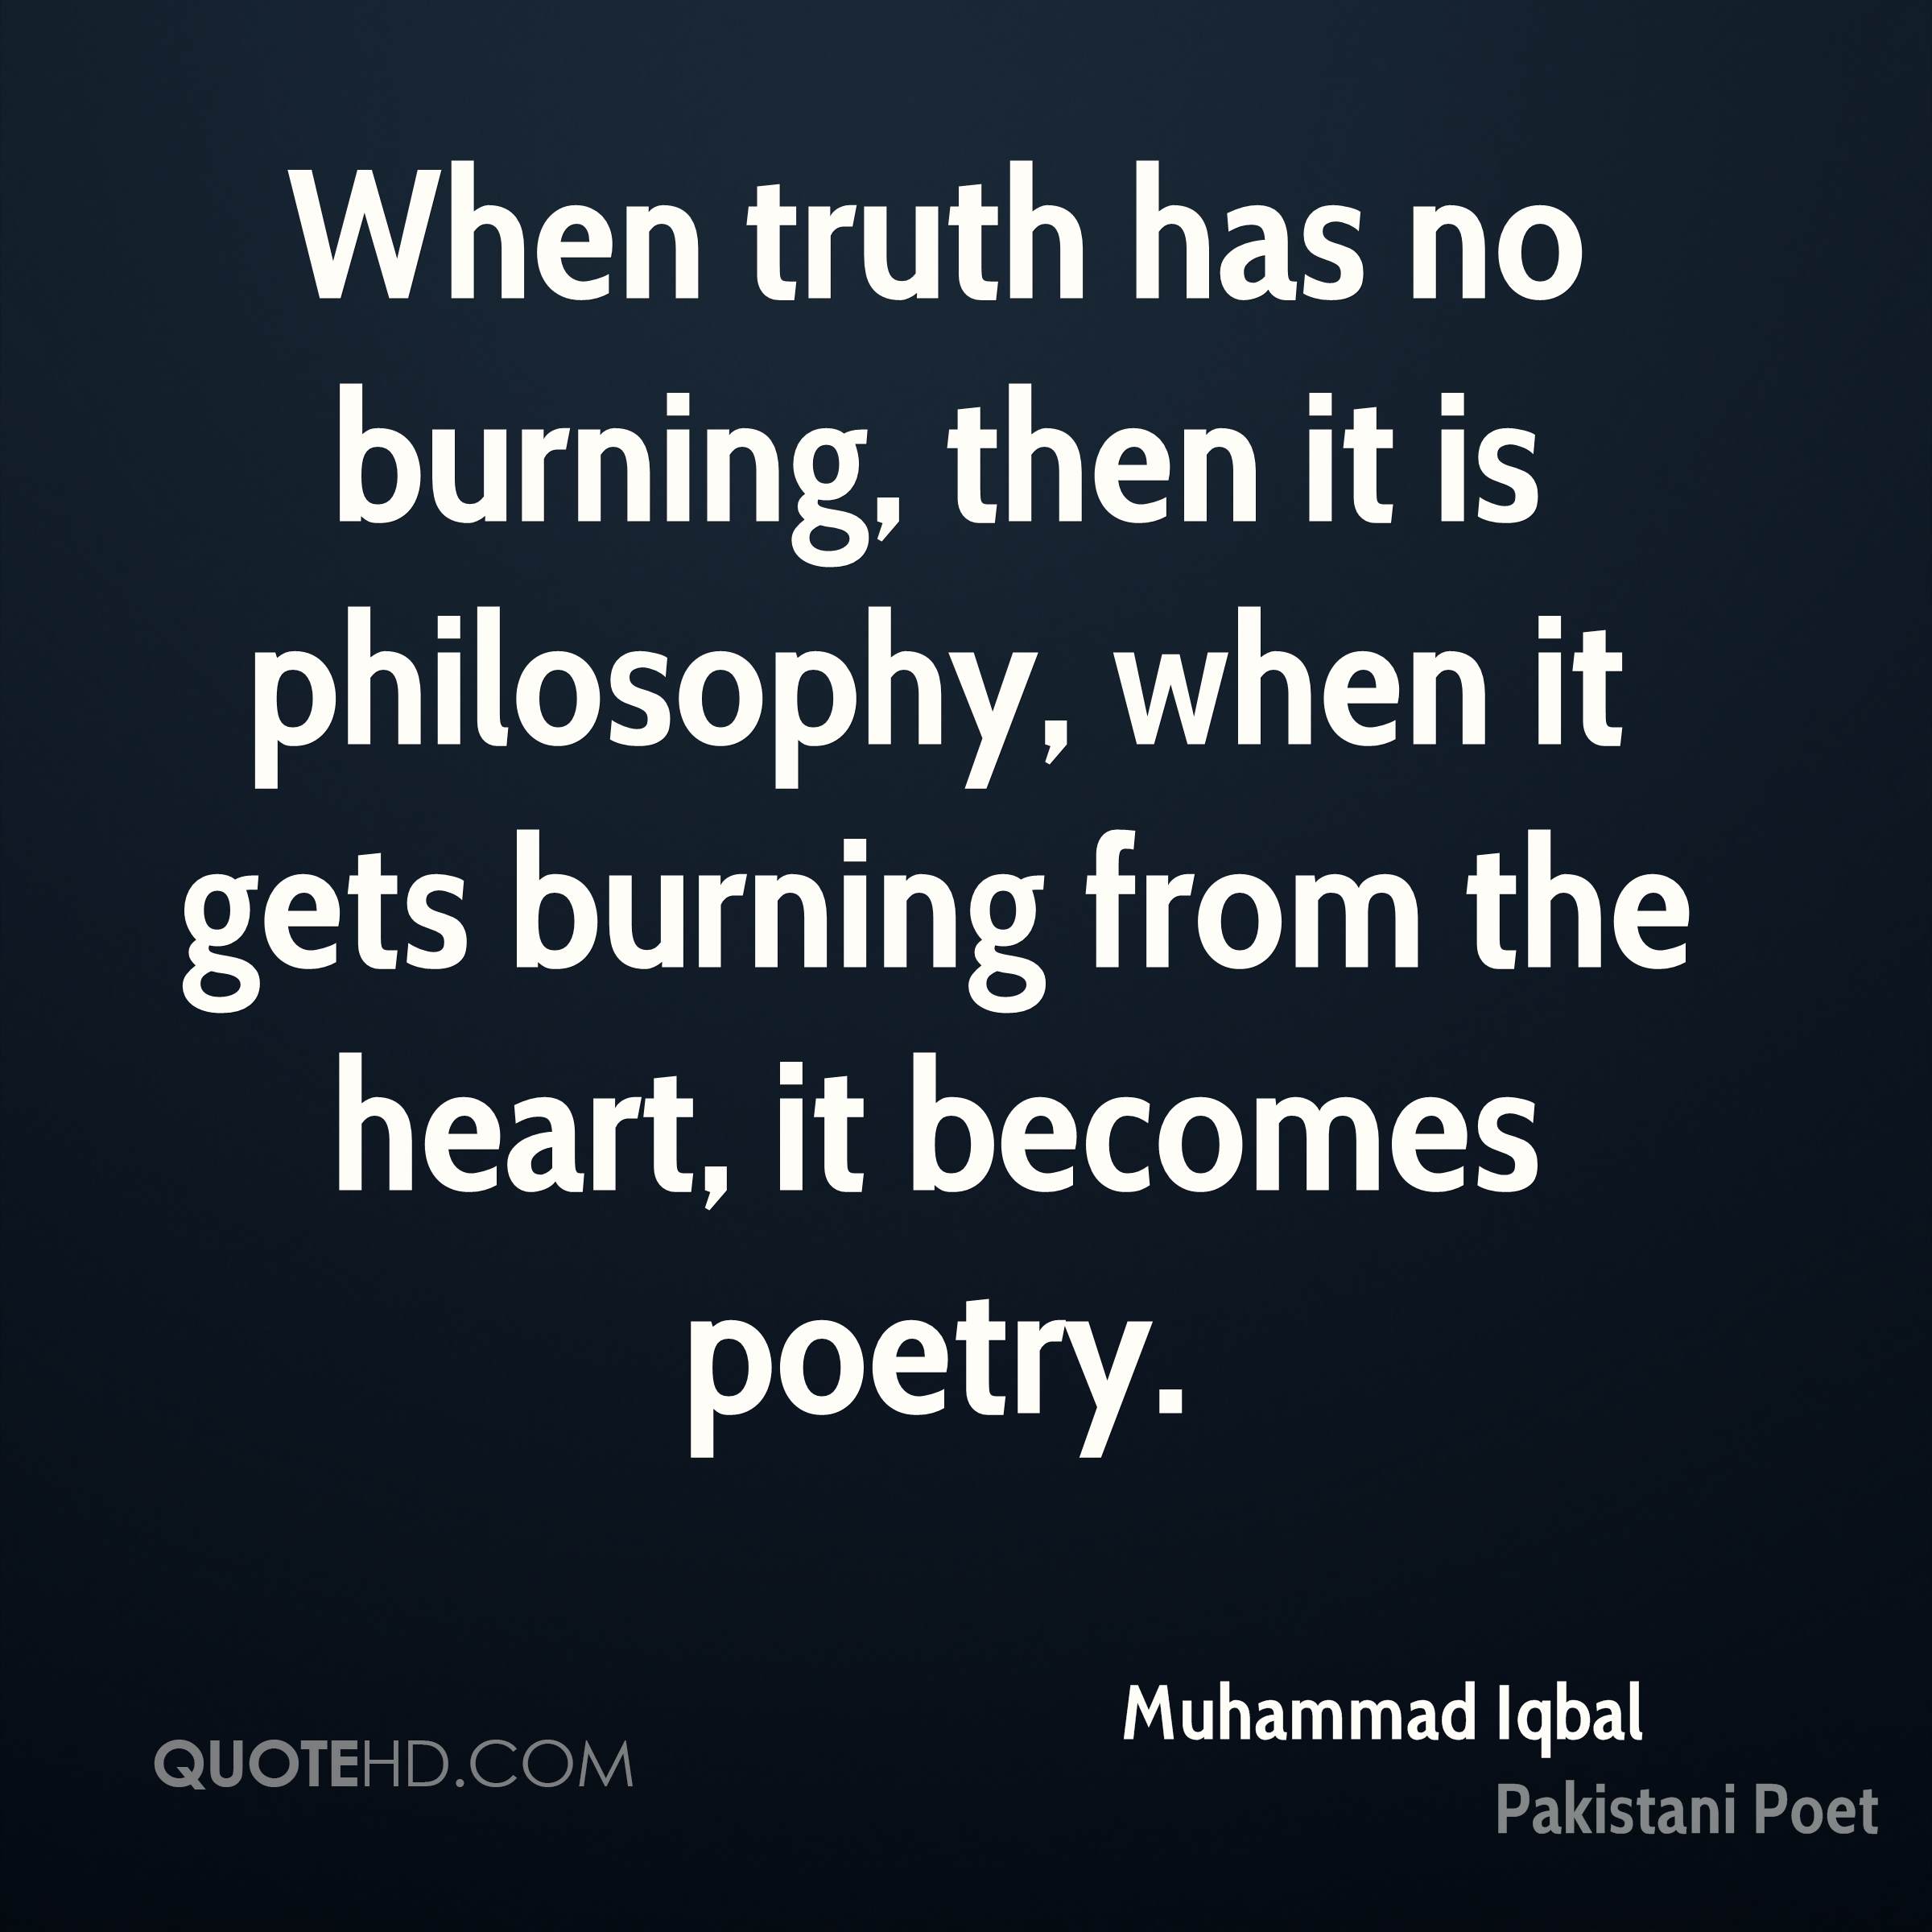 When truth has no
burning, then it is
philosophy, when it
gets burning from the
heart, it becomes
poetry.
Muhammad Iqbal
QUOTEHD.COM
Pakistani Poet